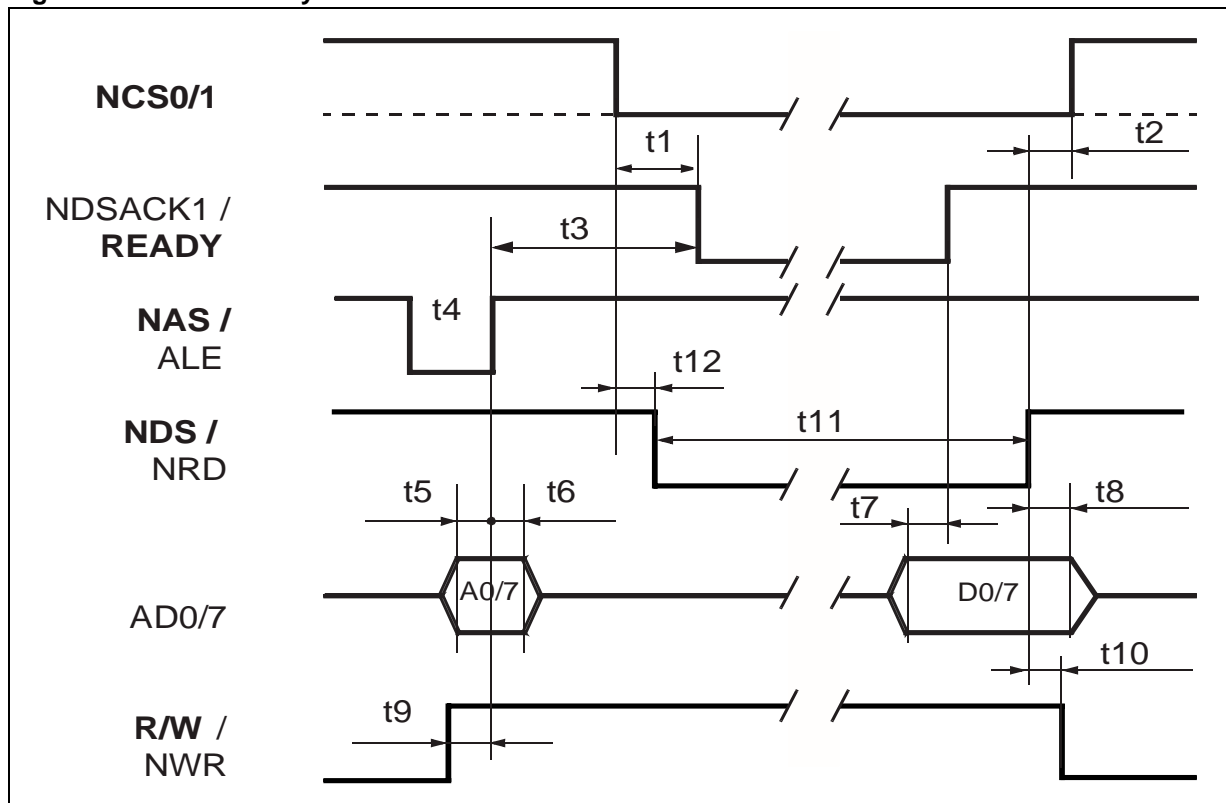 NCS0/1
t1
t2
NDSACK1 /
READY
t3
NAS /
ALE
t4
t12
NDS /
NRD
t11
t5
t6
t7
t8
AD0/7
A0/7
D0/7
t10
R/W /
NWR
t9